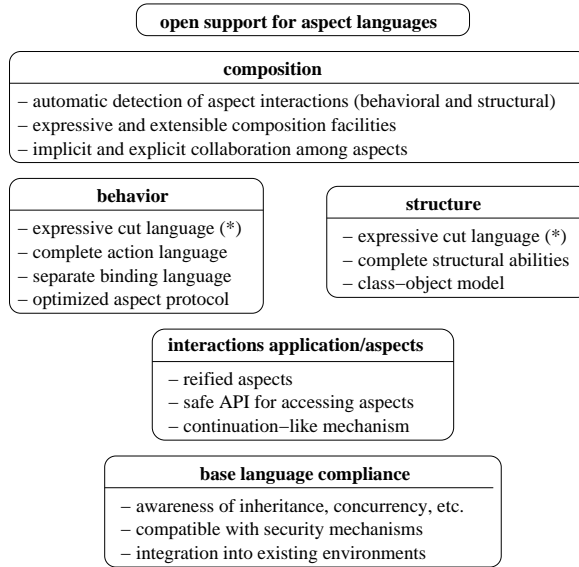 open support for aspect languages
composition
– automatic detection of aspect interactions (behavioral and structural)
– expressive and extensible composition facilities
– implicit and explicit collaboration among aspects
behavior
– expressive cut language (*)
– complete action language
– separate binding language
– optimized aspect protocol
structure
– expressive cut language (*)
– complete structural abilities
– class–object model
interactions application/aspects
– reified aspects
– safe API for accessing aspects
– continuation–like mechanism
base language compliance
– awareness of inheritance, concurrency, etc.
– compatible with security mechanisms
– integration into existing environments